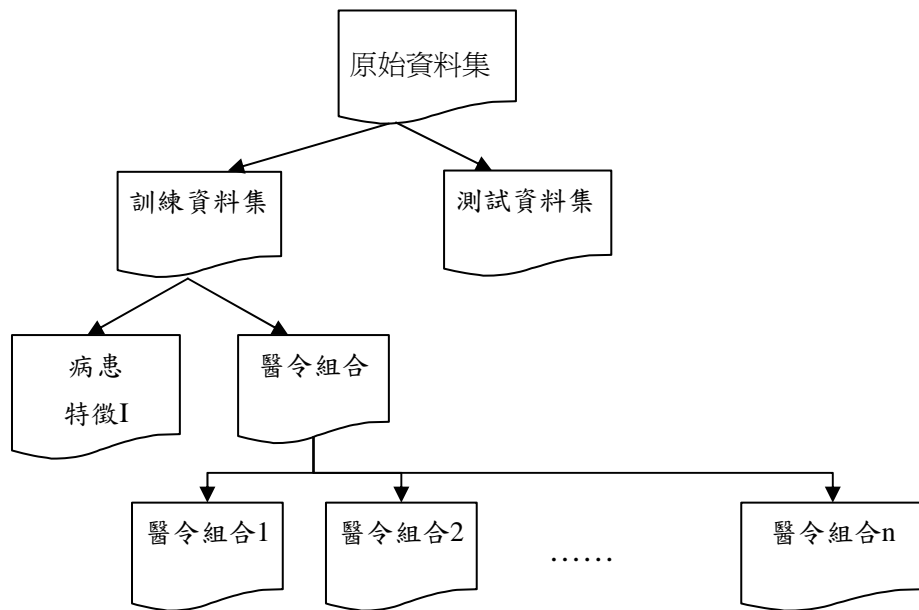 原始資料集
訓練資料集
測試資料集
病患
特徵I
醫令組合
醫令組合1
醫令組合2
......
醫令組合n